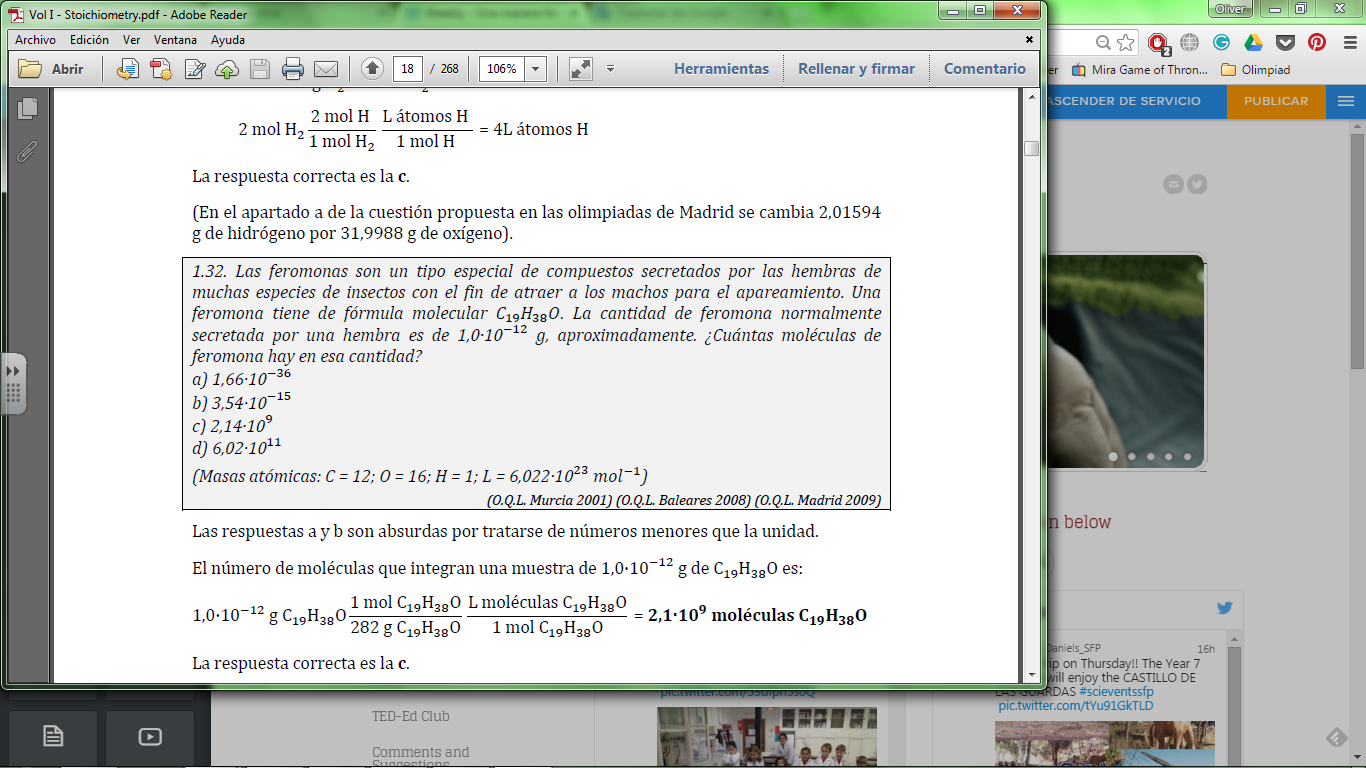 Vol I - Stoichiometry.pdf - Adobe Reader
Oliver
Archivo Edición Ver Ventana Ayuda
Abrir 18 / 268 106% Herramientas Rellenar y firmar Comentario
2
Mira Game of Thron... Olimpiad
ASCENDER DE SERVICIO PUBLICAR
2 mol H₂ (2 mol H / 1 mol H₂) (L átomos H / 1 mol H) = 4L átomos H
La respuesta correcta es la c.
(En el apartado a de la cuestión propuesta en las olimpiadas de Madrid se cambia 2,01594
g de hidrógeno por 31,9988 g de oxígeno).
1.32. Las feromonas son un tipo especial de compuestos secretados por las hembras de
muchas especies de insectos con el fin de atraer a los machos para el apareamiento. Una
feromona tiene de fórmula molecular C₁₉H₃₈O. La cantidad de feromona normalmente
secretada por una hembra es de 1,0·10⁻¹² g, aproximadamente. ¿Cuántas moléculas de
feromona hay en esa cantidad?
a) 1,66·10⁻³⁶
b) 3,54·10⁻¹⁵
c) 2,14·10⁹
d) 6,02·10¹¹
(Masas atómicas: C = 12; O = 16; H = 1; L = 6,022·10²³ mol⁻¹)
(O.Q.L. Murcia 2001) (O.Q.L. Baleares 2008) (O.Q.L. Madrid 2009)
Las respuestas a y b son absurdas por tratarse de números menores que la unidad.
El número de moléculas que integran una muestra de 1,0·10⁻¹² g de C₁₉H₃₈O es:
1,0·10⁻¹² g C₁₉H₃₈O (1 mol C₁₉H₃₈O / 282 g C₁₉H₃₈O) (L moléculas C₁₉H₃₈O / 1 mol C₁₉H₃₈O) = 2,1·10⁹ moléculas C₁₉H₃₈O
La respuesta correcta es la c.
below
Daniels_SFP 16h
on Thursday!! The Year 7
will enjoy the CASTILLO DE
LAS GUARDAS #scieventssfp
pic.twitter.com/tYu91GkTLD
TED-Ed Club
Comments and
Suggestions